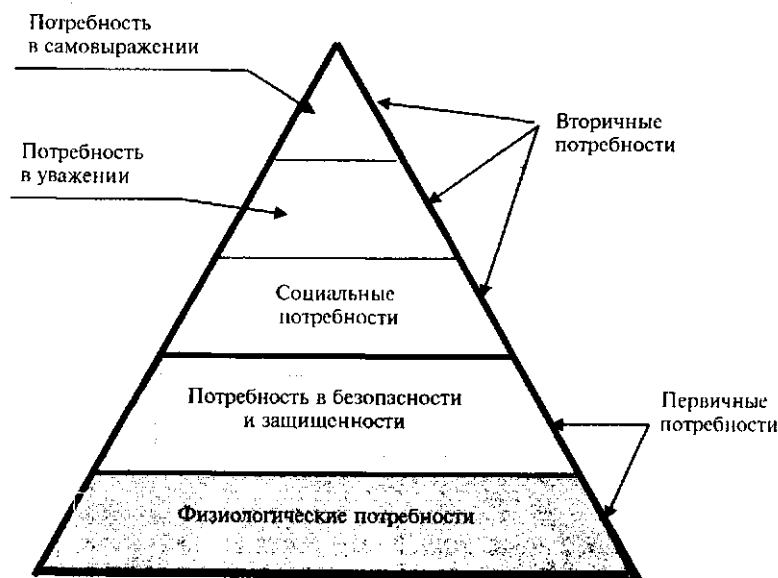 Потребность
в самовыражении
Вторичные
потребности
Потребность
в уважении
Социальные
потребности
Потребность в безопасности
и защищенности
Первичные
потребности
Физиологические потребности